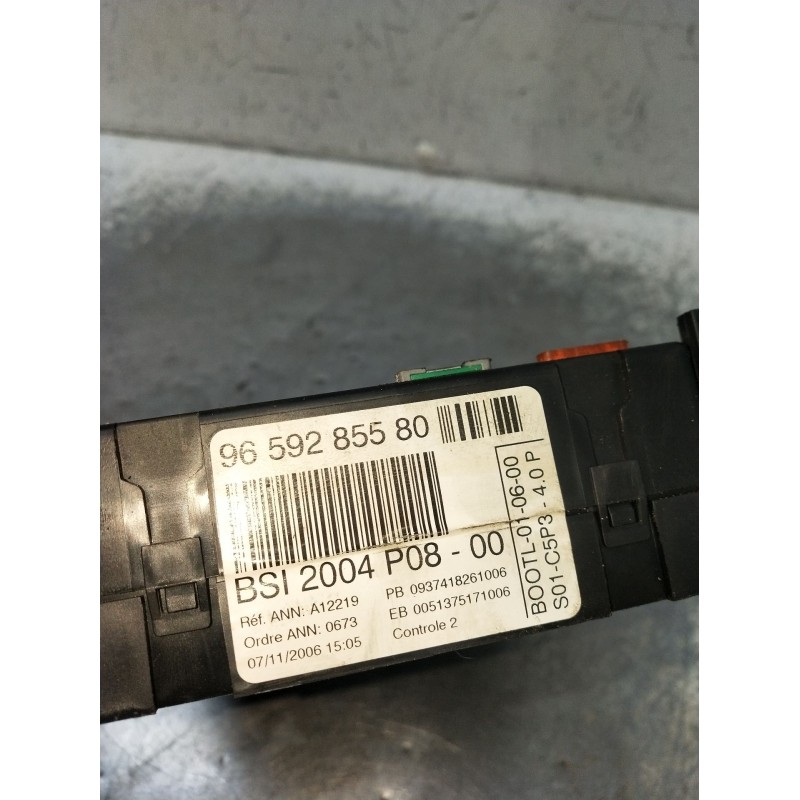 96 592 855 80
BSI 2004 P08 - 00
Réf. ANN: A12219
Ordre ANN: 0673
07/11/2006 15:05
PB 0937418261006
EB 0051375171006
Controle 2
BOOTL-01-06-00
S01-C5P3 - 4.0 P